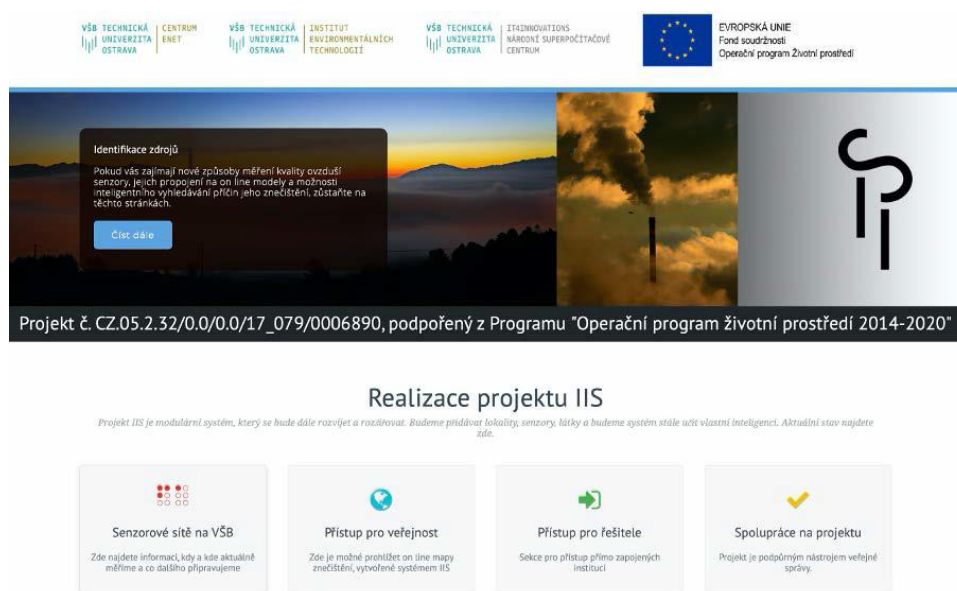 VŠB TECHNICKÁ
UNIVERZITA
OSTRAVA
CENTRUM
ENET
VŠB TECHNICKÁ
UNIVERZITA
OSTRAVA
INSTITUT
ENVIRONMENTÁLNÍCH
TECHNOLOGIÍ
VŠB TECHNICKÁ
UNIVERZITA
OSTRAVA
IT4INNOVATIONS
NÁRODNÍ SUPERPOČÍTAČOVÉ
CENTRUM
EVROPSKÁ UNIE
Fond soudržnosti
Operační program Životní prostředí
Identifikace zdrojů
Pokud vás zajímají nové způsoby měření kvality ovzduší
senzory, jejich propojení na on line modely a možnosti
inteligentního vyhledávání příčin jeho znečištění, zůstaňte na
těchto stránkách.
Číst dále
Projekt č. CZ.05.2.32/0.0/0.0/17_079/0006890, podpořený z Programu "Operační program životní prostředí 2014-2020"
Realizace projektu IIS
Projekt IIS je modulární systém, který se bude dále rozvíjet a rozšiřovat. Budeme přidávat lokality, senzory, látky a budeme systém stále učit vlastní inteligenci. Aktuální stav najdete
zde.
Senzorové sítě na VŠB
Zde najdete informaci, kdy a kde aktuálně
měříme a co dalšího připravujeme
Přístup pro veřejnost
Zde je možné prohlížet on line mapy
znečištění, vytvořené systémem IIS
Přístup pro řešitele
Sekce pro přístup přímo zapojených
institucí
Spolupráce na projektu
Projekt je podpůrným nástrojem veřejné
správy.